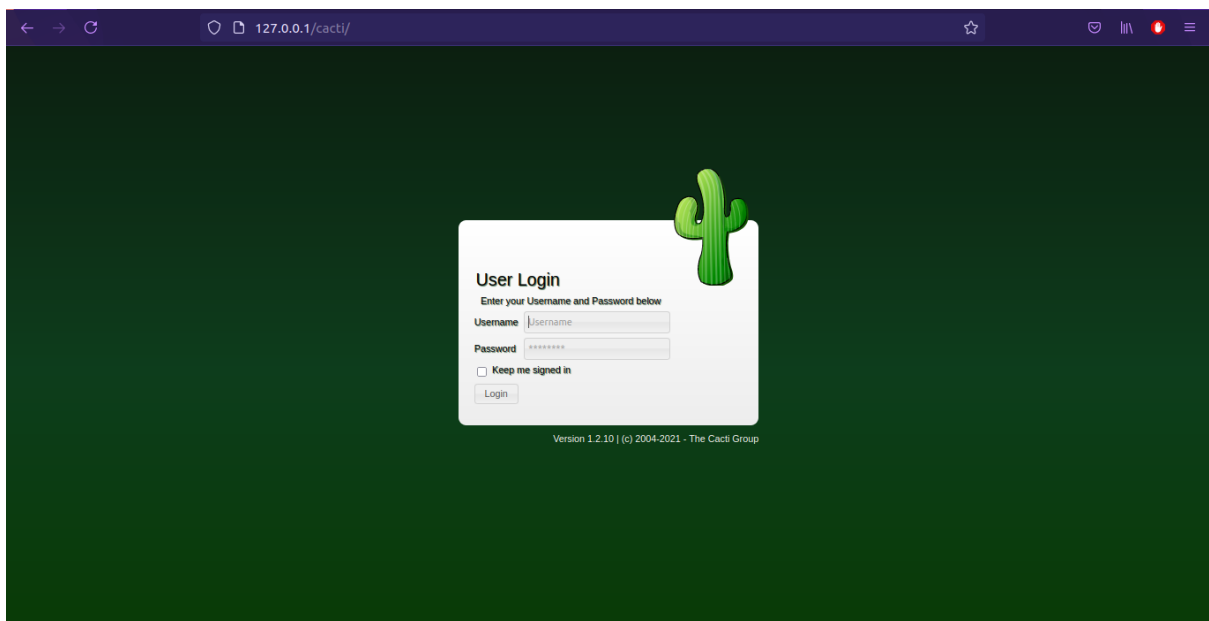 127.0.0.1/cacti/
User Login
Enter your Username and Password below
Username Username
Password ********
Keep me signed in
Login
Version 1.2.10 | (c) 2004-2021 - The Cacti Group